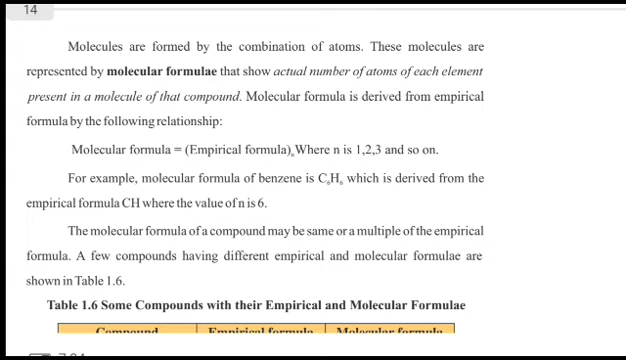 14
Molecules are formed by the combination of atoms. These molecules are
represented by molecular formulae that show actual number of atoms of each element
present in a molecule of that compound. Molecular formula is derived from empirical
formula by the following relationship:
Molecular formula = (Empirical formula)ₙ Where n is 1,2,3 and so on.
For example, molecular formula of benzene is C₆H₆ which is derived from the
empirical formula CH where the value of n is 6.
The molecular formula of a compound may be same or a multiple of the empirical
formula. A few compounds having different empirical and molecular formulae are
shown in Table 1.6.
Table 1.6 Some Compounds with their Empirical and Molecular Formulae
Compound Empirical formula Molecular formula